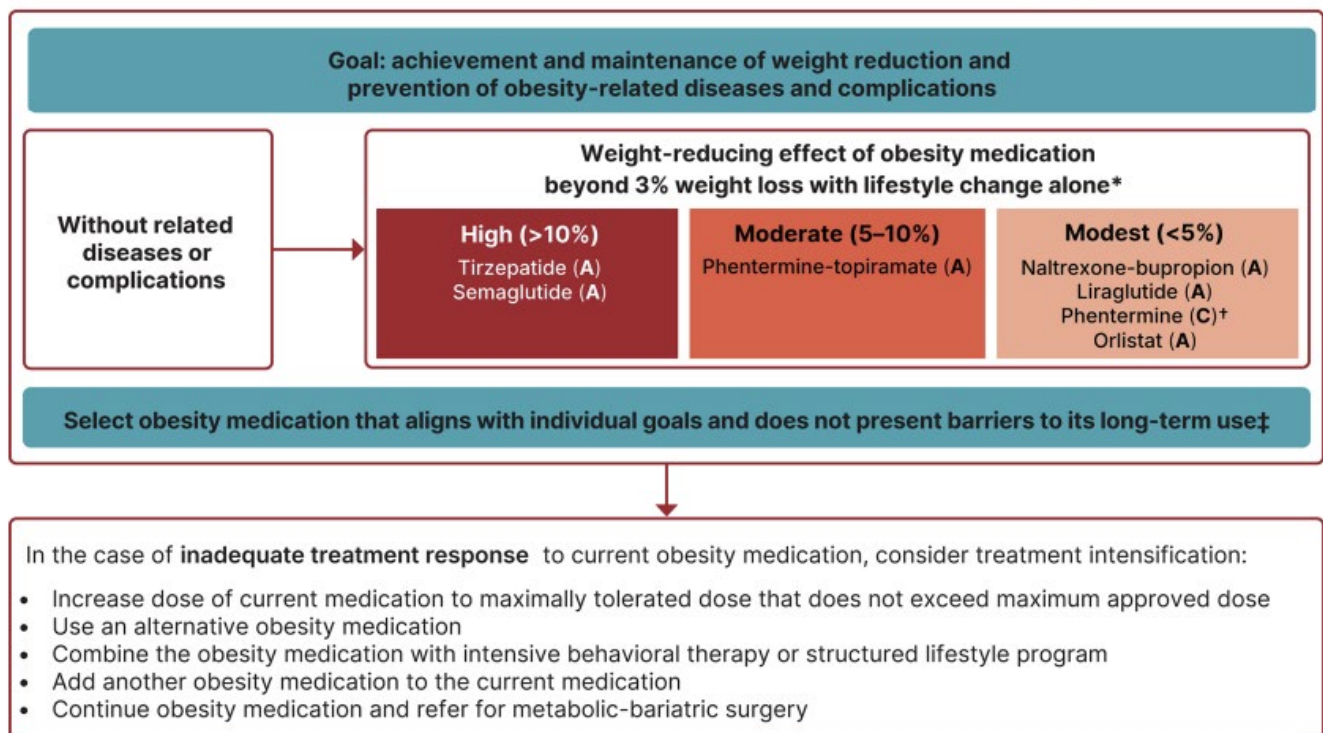 Goal: achievement and maintenance of weight reduction and
prevention of obesity-related diseases and complications
Without related
diseases or
complications
Weight-reducing effect of obesity medication
beyond 3% weight loss with lifestyle change alone*
High (>10%)
Tirzepatide (A)
Semaglutide (A)
Moderate (5–10%)
Phentermine-topiramate (A)
Modest (<5%)
Naltrexone-bupropion (A)
Liraglutide (A)
Phentermine (C)†
Orlistat (A)
Select obesity medication that aligns with individual goals and does not present barriers to its long-term use‡
In the case of inadequate treatment response to current obesity medication, consider treatment intensification:
• Increase dose of current medication to maximally tolerated dose that does not exceed maximum approved dose
• Use an alternative obesity medication
• Combine the obesity medication with intensive behavioral therapy or structured lifestyle program
• Add another obesity medication to the current medication
• Continue obesity medication and refer for metabolic-bariatric surgery